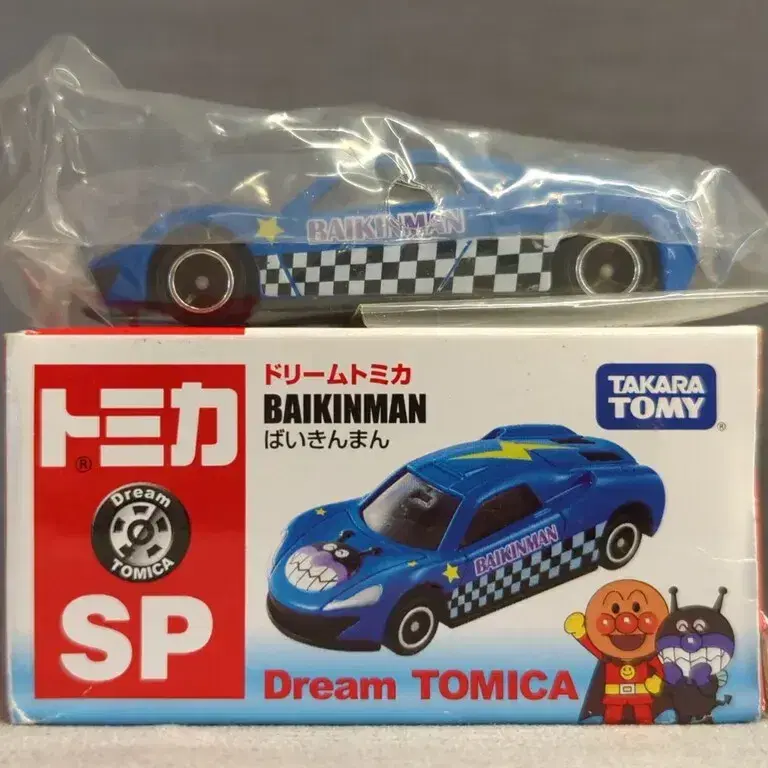 BAIKINMAN
トミカ
®
Dream
TOMICA
SP
ドリームトミカ
BAIKINMAN
ばいきんまん
TAKARA
TOMY
®
BAIKINMAN
Dream TOMICA